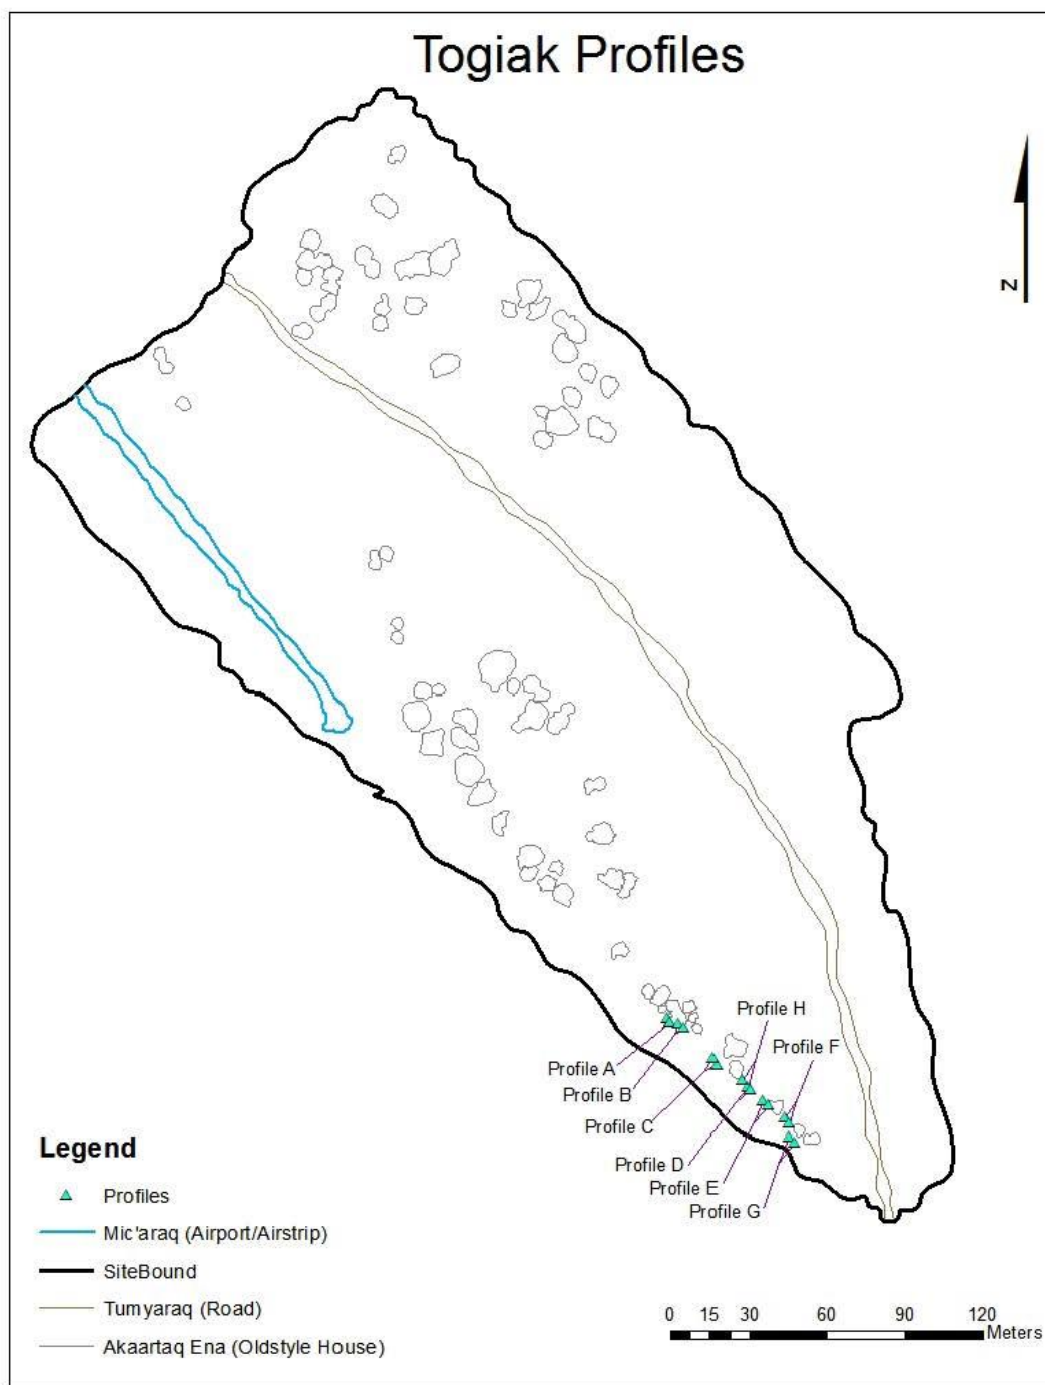 Togiak Profiles
N
Profile H
Profile F
Profile A
Profile B
Profile C
Profile D
Profile E
Profile G
Legend
Profiles
Mic'araq (Airport/Airstrip)
SiteBound
Tumyaraq (Road)
Akaartaq Ena (Oldstyle House)
0 15 30 60 90 120
Meters